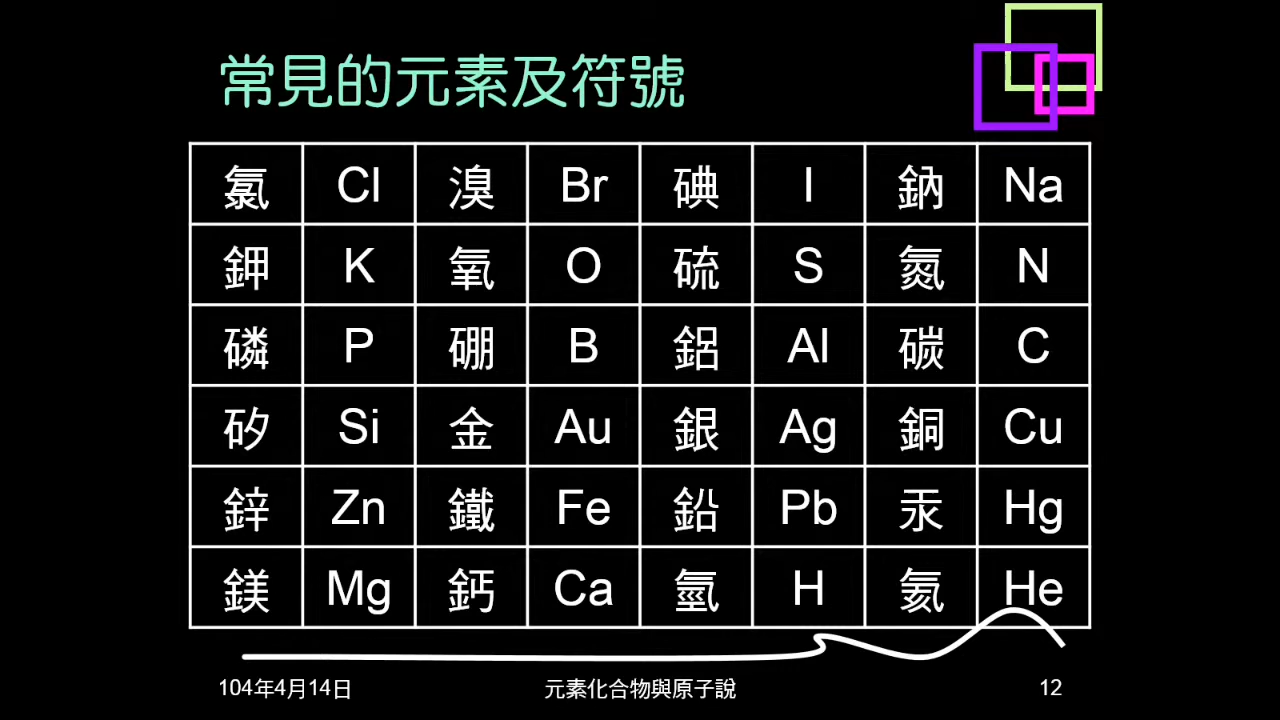 常見的元素及符號
氯 Cl 溴 Br 碘 I 鈉 Na
鉀 K 氧 O 硫 S 氮 N
磷 P 硼 B 鋁 Al 碳 C
矽 Si 金 Au 銀 Ag 銅 Cu
鋅 Zn 鐵 Fe 鉛 Pb 汞 Hg
鎂 Mg 鈣 Ca 氫 H 氦 He
104年4月14日 元素化合物與原子說 12